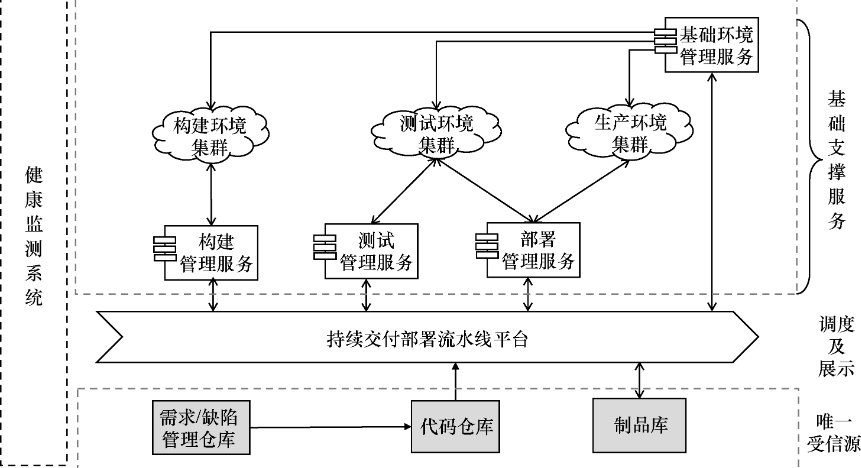 基础环境
管理服务
构建环境
集群
测试环境
集群
生产环境
集群
基础支撑服务
健康监测系统
构建
管理服务
测试
管理服务
部署
管理服务
持续交付部署流水线平台
调度
及
展示
需求/缺陷
管理仓库
代码仓库
制品库
唯一
受信源